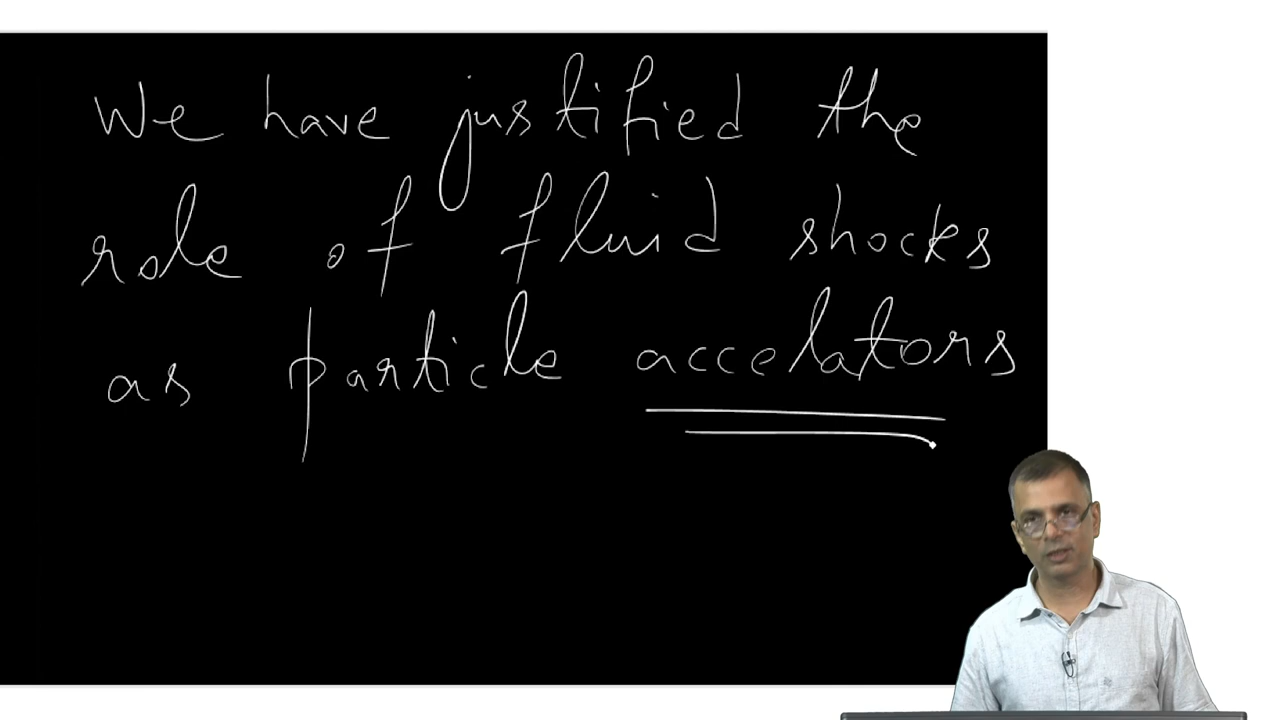 We have justified the
role of fluid shocks
as particle accelators